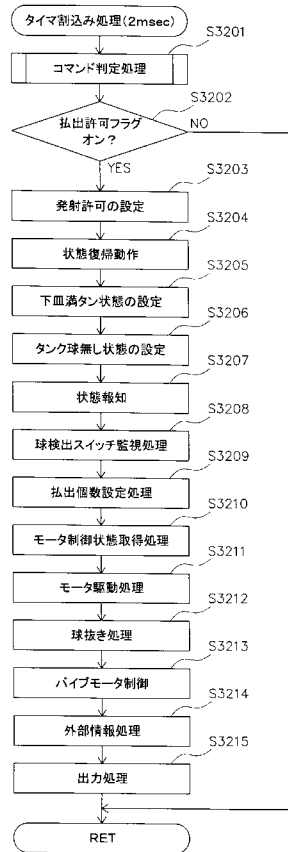 タイマ割込み処理(2msec)
S3201
コマンド判定処理
S3202
払出許可フラグ
オン?
NO
YES
S3203
発射許可の設定
S3204
状態復帰動作
S3205
下皿満タン状態の設定
S3206
タンク球無し状態の設定
S3207
状態報知
S3208
球検出スイッチ監視処理
S3209
払出個数設定処理
S3210
モータ制御状態取得処理
S3211
モータ駆動処理
S3212
球抜き処理
S3213
バイブモータ制御
S3214
外部情報処理
S3215
出力処理
RET